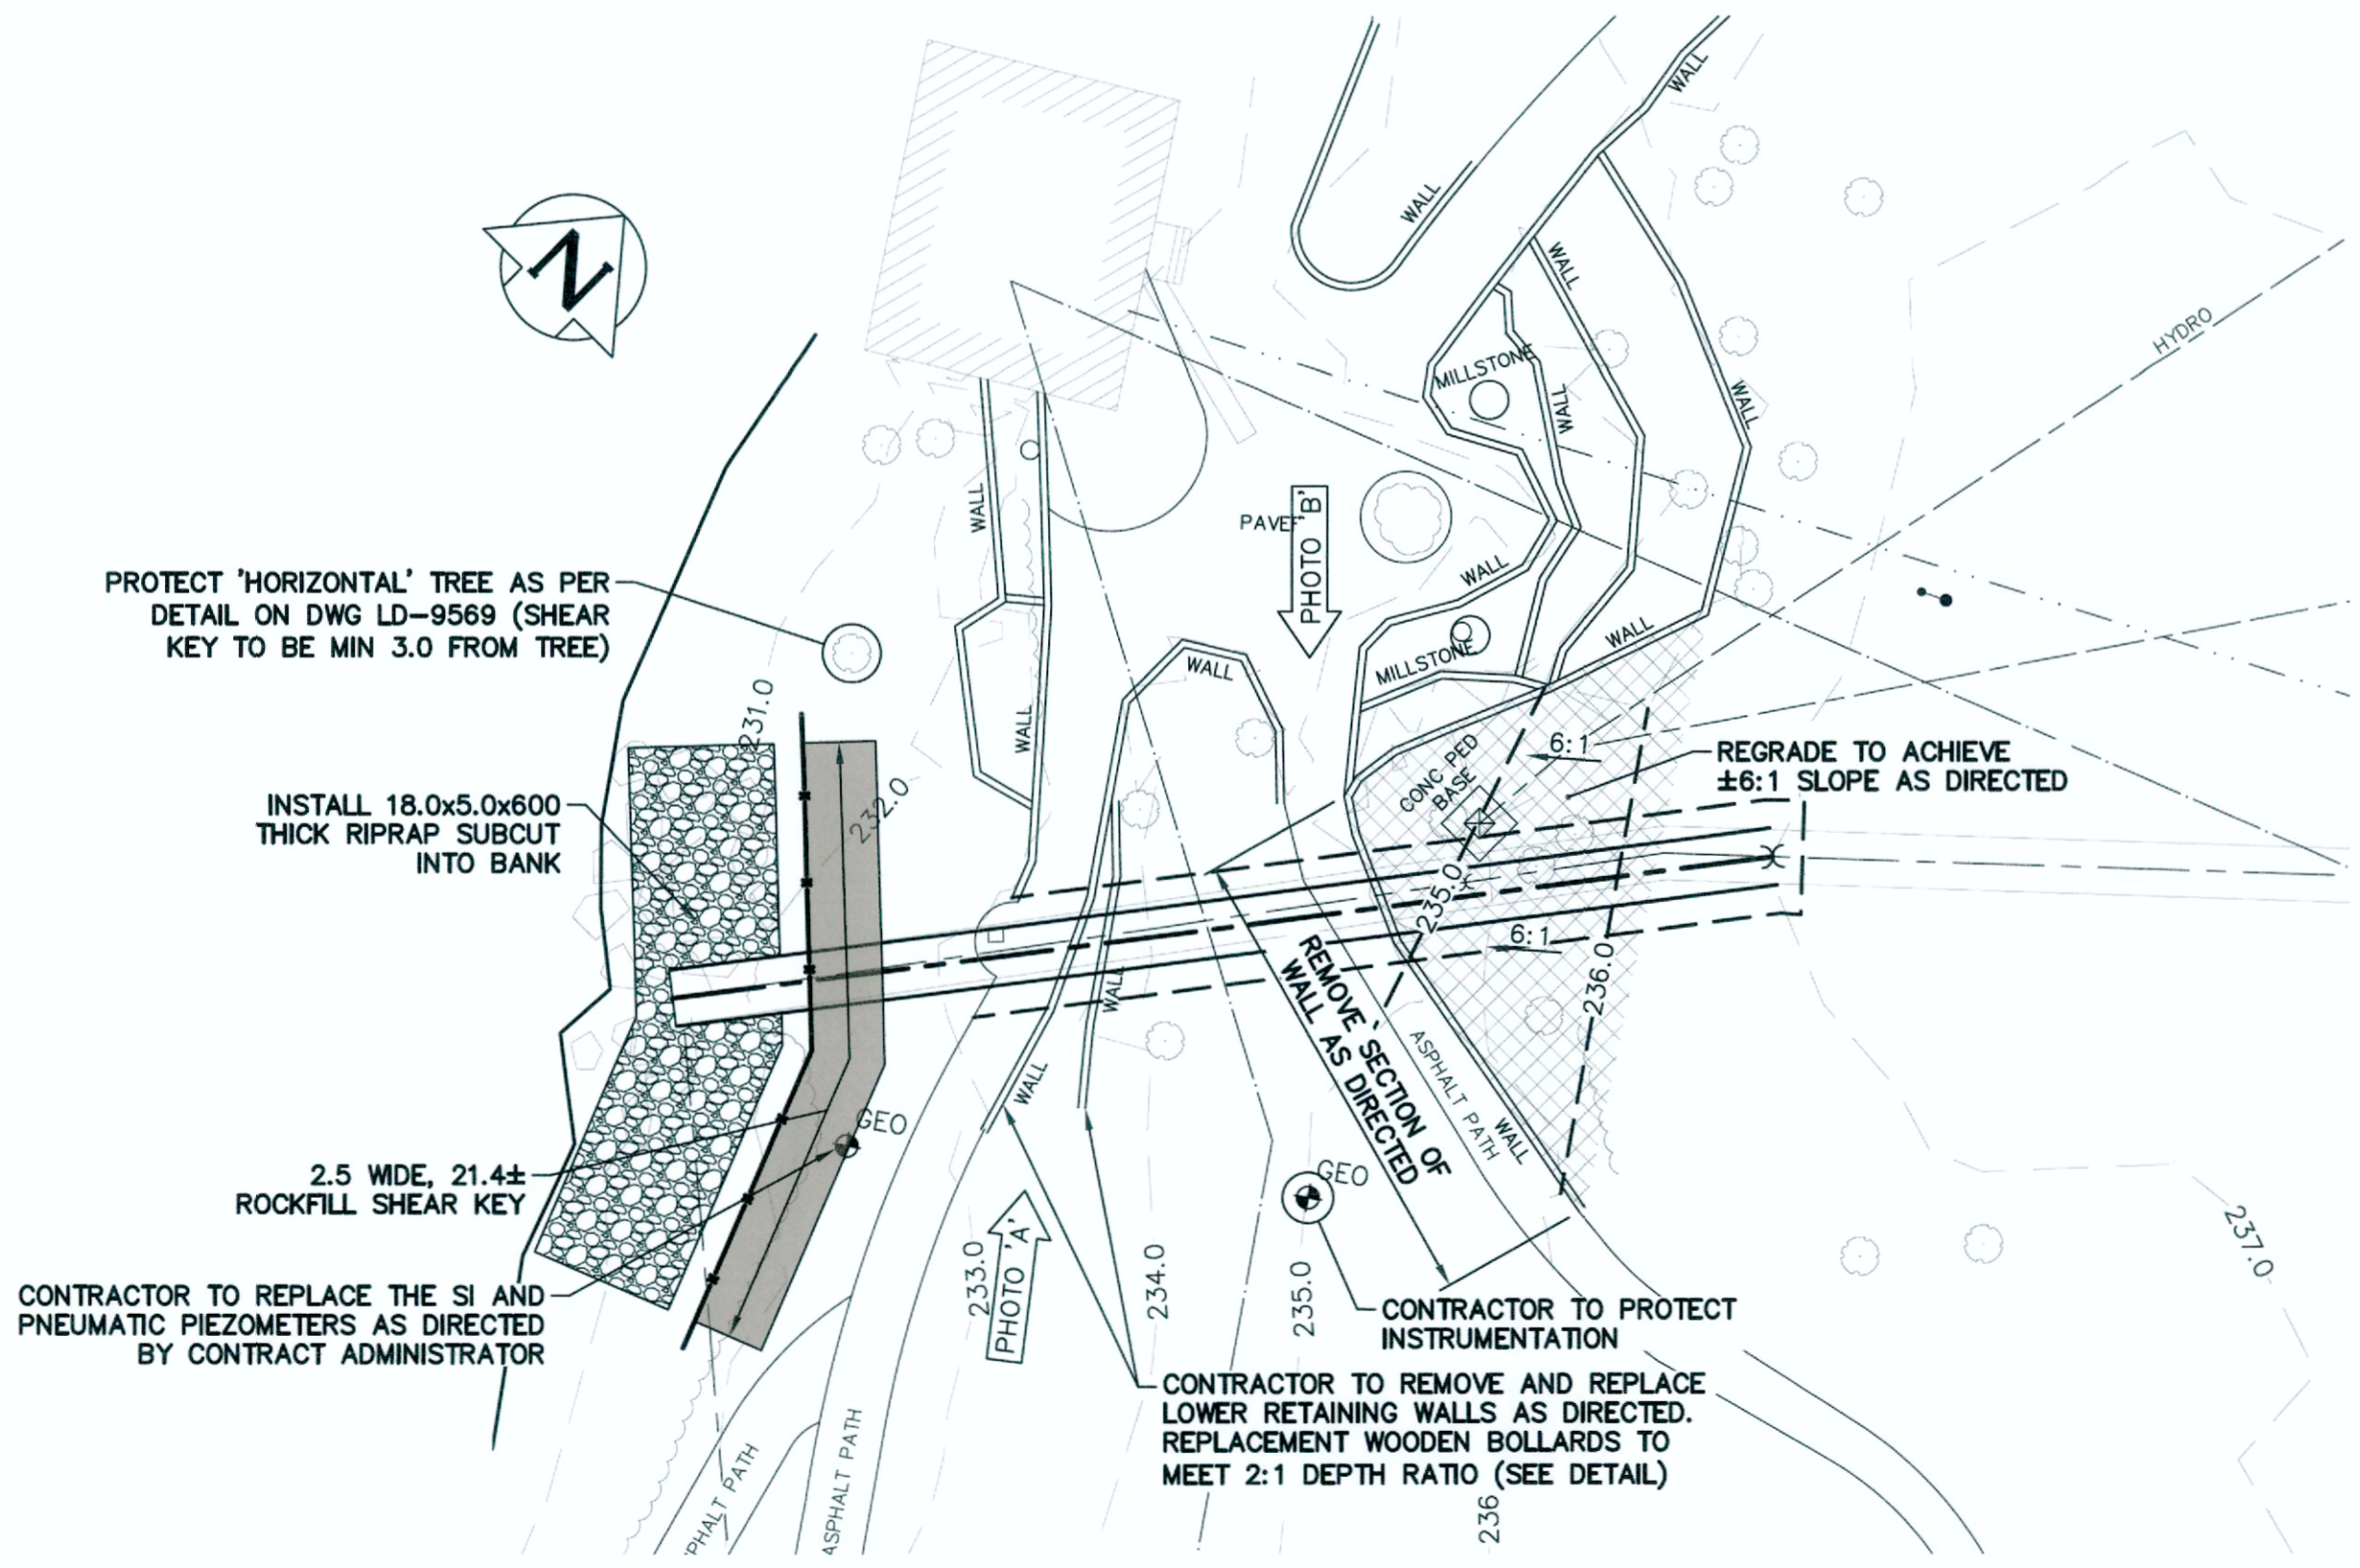 WALL
N
WALL
HYDRO
WALL
MILLSTONE
WALL
WALL
WALL
PHOTO 'B'
WALL
PROTECT 'HORIZONTAL' TREE AS PER
DETAIL ON DWG LD-9569 (SHEAR
KEY TO BE MIN 3.0 FROM TREE)
WALL
MILLSTONE
WALL
231.0
WALL
CONC PED
BASE
6:1
REGRADE TO ACHIEVE
±6:1 SLOPE AS DIRECTED
INSTALL 18.0x5.0x600
THICK RIPRAP SUBCUT
INTO BANK
232.0
235.0
6:1
236.0
WALL
REMOVE SECTION OF
WALL AS DIRECTED
ASPHALT PATH
WALL
WALL
GEO
GEO
2.5 WIDE, 21.4±
ROCKFILL SHEAR KEY
PHOTO 'A'
233.0
234.0
235.0
237.0
CONTRACTOR TO REPLACE THE SI AND
PNEUMATIC PIEZOMETERS AS DIRECTED
BY CONTRACT ADMINISTRATOR
CONTRACTOR TO PROTECT
INSTRUMENTATION
CONTRACTOR TO REMOVE AND REPLACE
LOWER RETAINING WALLS AS DIRECTED.
REPLACEMENT WOODEN BOLLARDS TO
MEET 2:1 DEPTH RATIO (SEE DETAIL)
PHALT PATH
ASPHALT PATH
236